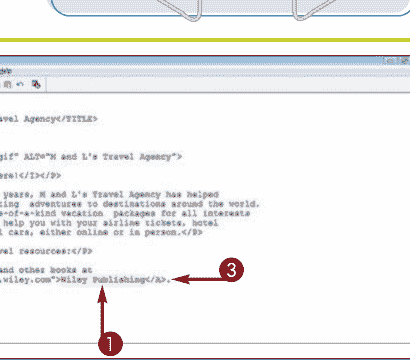 avel Agency</TITLE>
gif" ALT="M and L's Travel Agency">
ere!</I></P>
years, M and L's Travel Agency has helped
ting adventures to destinations around the world.
e-of-a-kind vacation packages for all interests
help you with your airline tickets, hotel
l cars, either online or in person.</P>
vel resources:</P>
and other books at
.wiley.com">Wiley Publishing</A>.
3
1